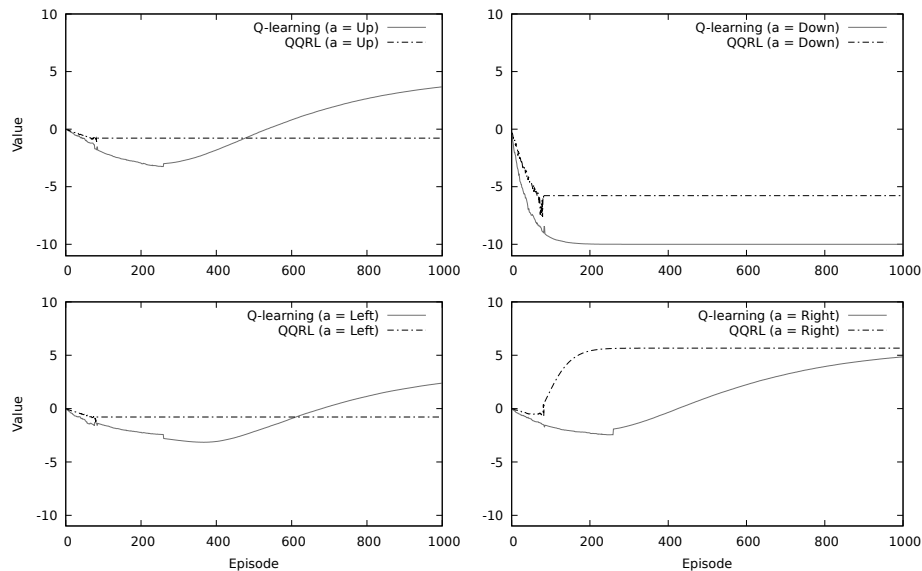 10
5
0
-5
-10
Value
Q-learning (a = Up)
QQRL (a = Up)
0 200 400 600 800 1000
10
5
0
-5
-10
Q-learning (a = Down)
QQRL (a = Down)
0 200 400 600 800 1000
10
5
0
-5
-10
Value
Q-learning (a = Left)
QQRL (a = Left)
0 200 400 600 800 1000
Episode
10
5
0
-5
-10
Q-learning (a = Right)
QQRL (a = Right)
0 200 400 600 800 1000
Episode